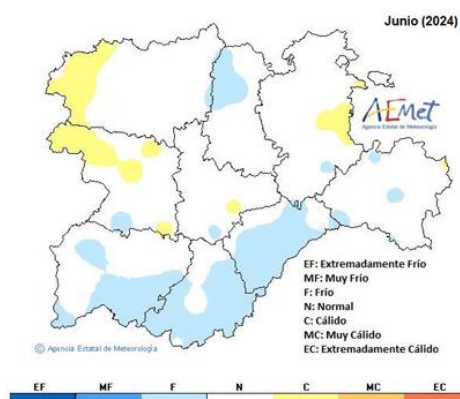 Junio (2024)
AEMet
Agencia Estatal de Meteorología
EF: Extremadamente Frío
MF: Muy Frío
F: Frío
N: Normal
C: Cálido
MC: Muy Cálido
EC: Extremadamente Cálido
© Agencia Estatal de Meteorología
EF MF F N C MC EC